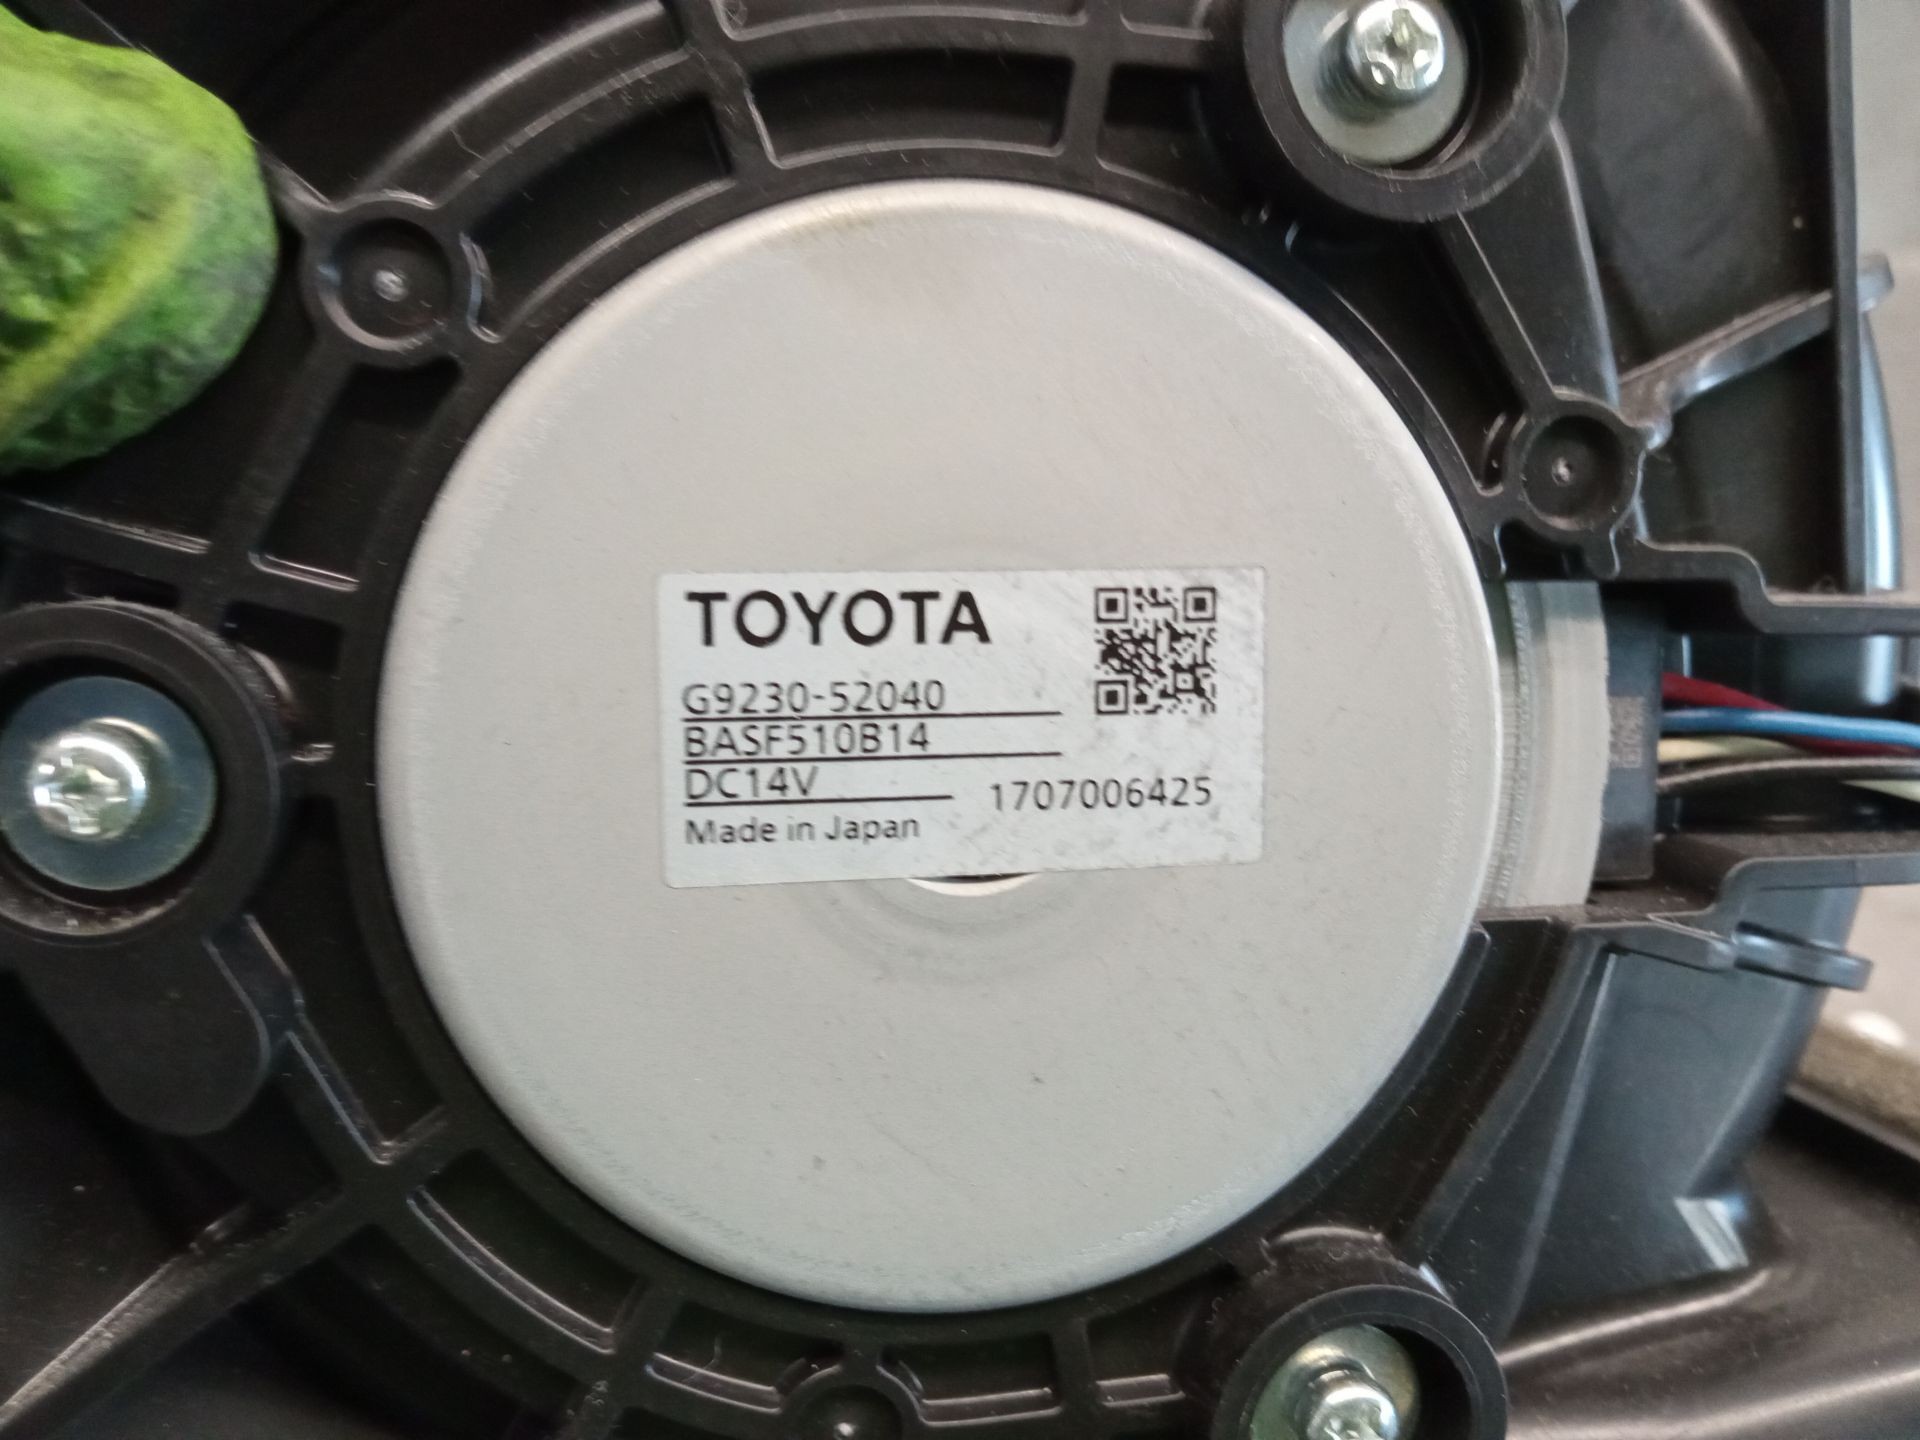 TOYOTA
G9230-52040
BASF510B14
DC14V
1707006425
Made in Japan